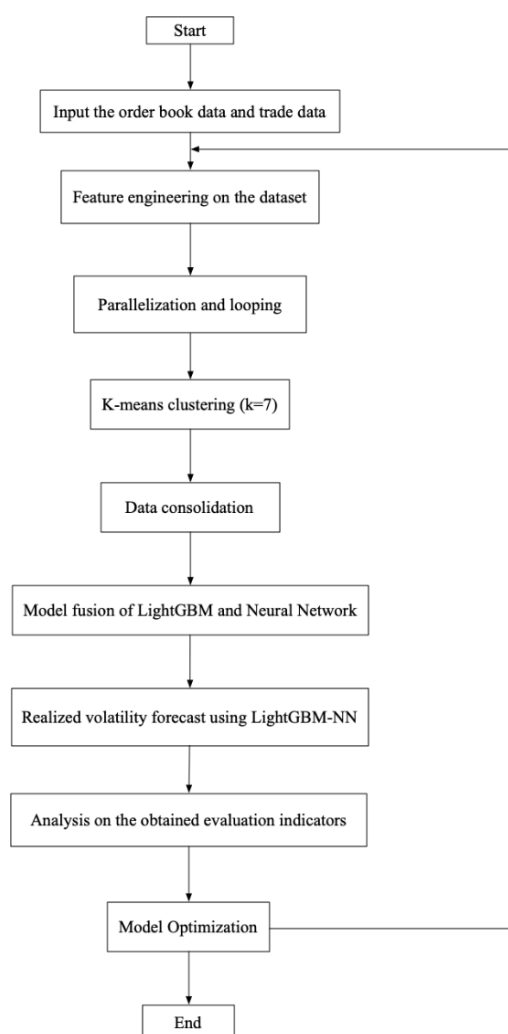 Start
Input the order book data and trade data
Feature engineering on the dataset
Parallelization and looping
K-means clustering (k=7)
Data consolidation
Model fusion of LightGBM and Neural Network
Realized volatility forecast using LightGBM-NN
Analysis on the obtained evaluation indicators
Model Optimization
End